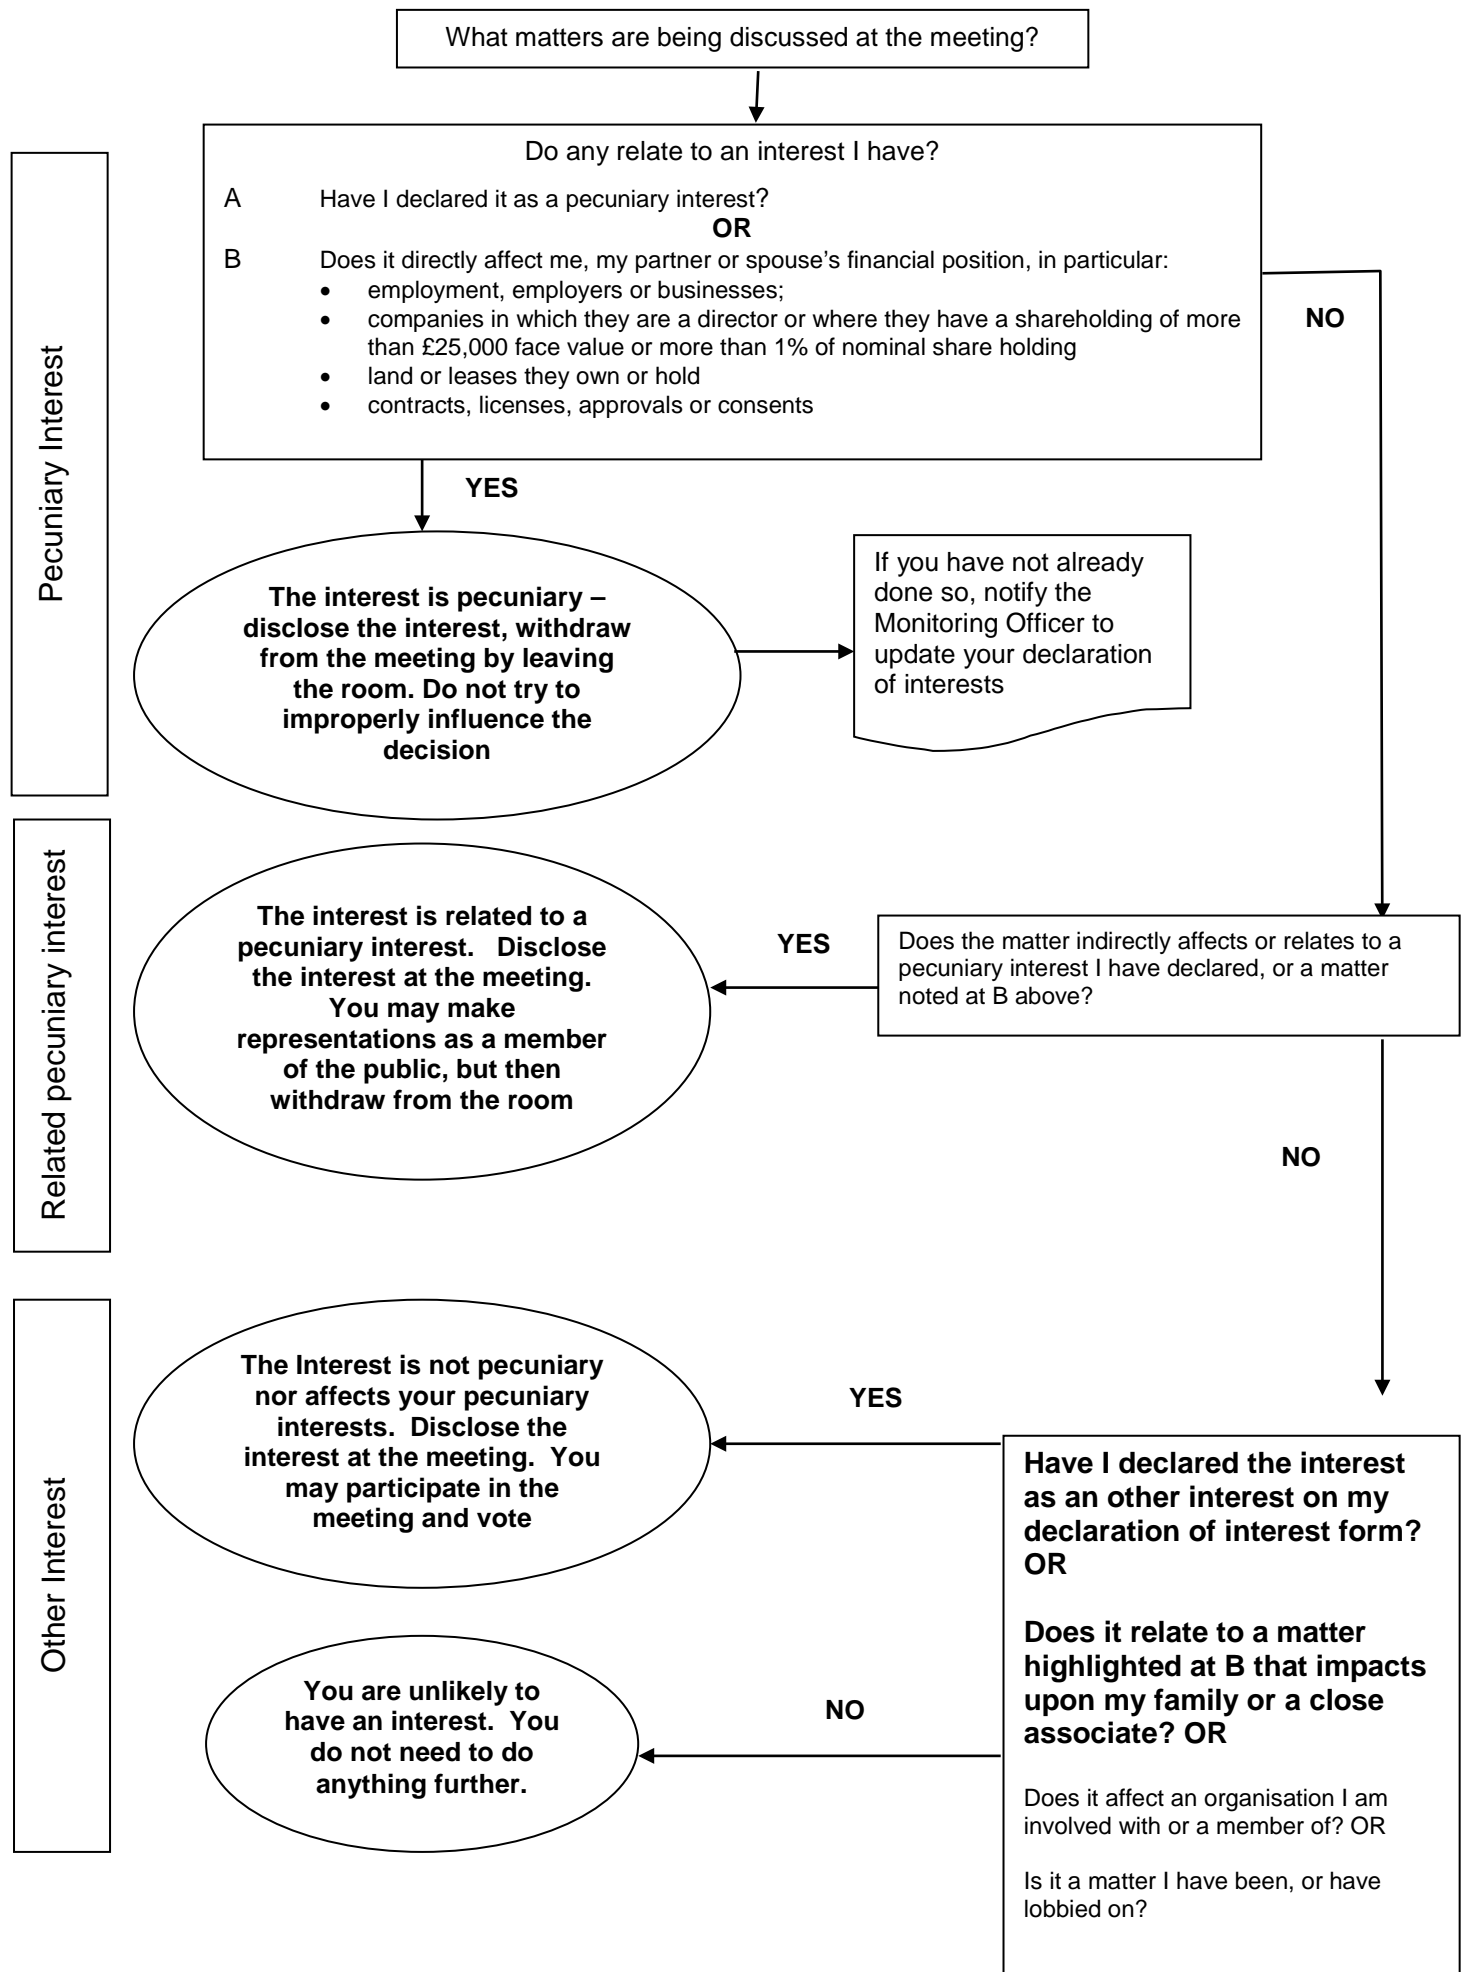 What matters are being discussed at the meeting?
Pecuniary Interest
Do any relate to an interest I have?
A Have I declared it as a pecuniary interest?
OR
B Does it directly affect me, my partner or spouse's financial position, in particular:
• employment, employers or businesses;
• companies in which they are a director or where they have a shareholding of more
than £25,000 face value or more than 1% of nominal share holding
• land or leases they own or hold
• contracts, licenses, approvals or consents
NO
YES
The interest is pecuniary –
disclose the interest, withdraw
from the meeting by leaving
the room. Do not try to
improperly influence the
decision
If you have not already
done so, notify the
Monitoring Officer to
update your declaration
of interests
Related pecuniary interest
The interest is related to a
pecuniary interest. Disclose
the interest at the meeting.
You may make
representations as a member
of the public, but then
withdraw from the room
YES
Does the matter indirectly affects or relates to a
pecuniary interest I have declared, or a matter
noted at B above?
NO
Other Interest
The Interest is not pecuniary
nor affects your pecuniary
interests. Disclose the
interest at the meeting. You
may participate in the
meeting and vote
YES
Have I declared the interest
as an other interest on my
declaration of interest form?
OR
Does it relate to a matter
highlighted at B that impacts
upon my family or a close
associate? OR
Does it affect an organisation I am
involved with or a member of? OR
Is it a matter I have been, or have
lobbied on?
NO
You are unlikely to
have an interest. You
do not need to do
anything further.